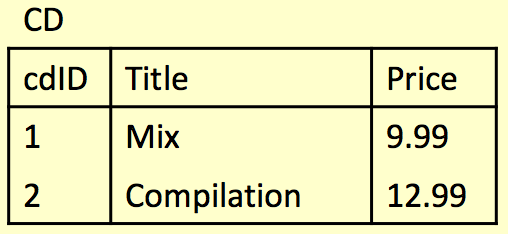 CD
cdID Title Price
1 Mix 9.99
2 Compilation 12.99